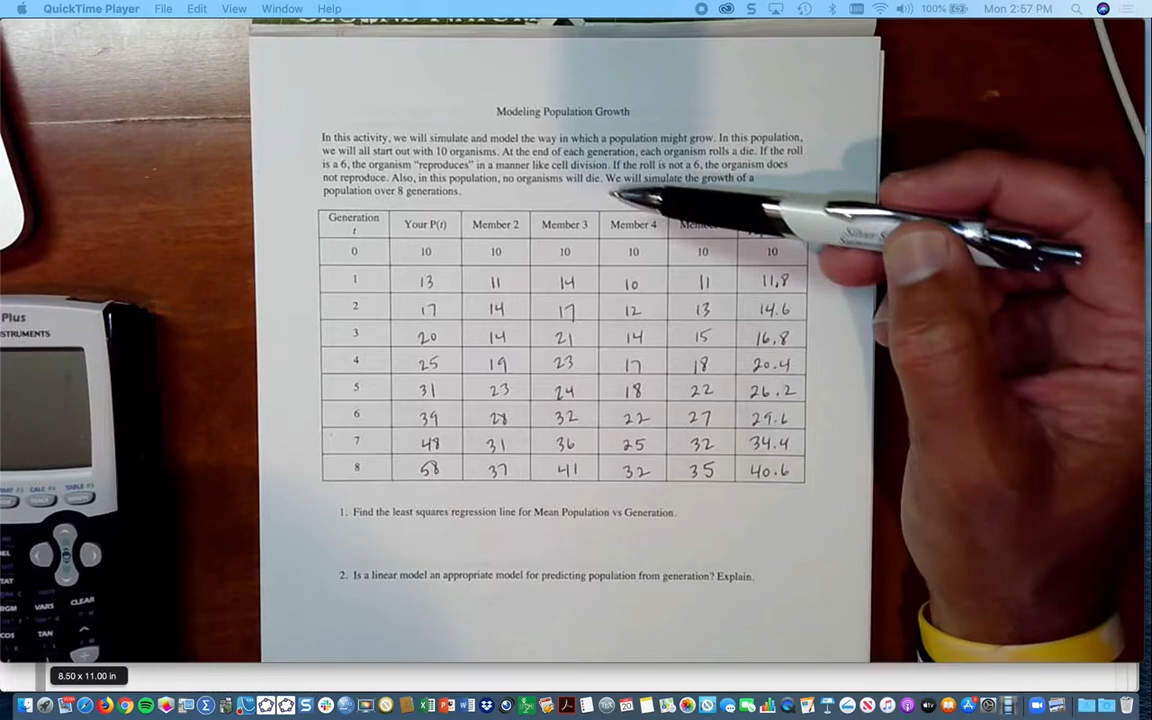 QuickTime Player File Edit View Window Help 100% Mon 2:57 PM
Modeling Population Growth
In this activity, we will simulate and model the way in which a population might grow. In this population,
we will all start out with 10 organisms. At the end of each generation, each organism rolls a die. If the roll
is a 6, the organism “reproduces” in a manner like cell division. If the roll is not a 6, the organism does
not reproduce. Also, in this population, no organisms will die. We will simulate the growth of a
population over 8 generations.
Generation t Your P(t) Member 2 Member 3 Member 4
0 10 10 10 10 10 10
1 13 11 14 10 11 11.8
2 17 14 17 12 13 14.6
3 20 14 21 14 15 16.8
4 25 19 23 17 18 20.4
5 31 23 24 18 22 26.2
6 39 28 32 22 27 29.6
7 48 31 36 25 32 34.4
8 58 37 41 32 35 40.6
1. Find the least squares regression line for Mean Population vs Generation.
2. Is a linear model an appropriate model for predicting population from generation? Explain.
Plus
STRUMENTS
CALC F4 TABLE F5
VARS CLEAR
COS TAN
8.50 x 11.00 in